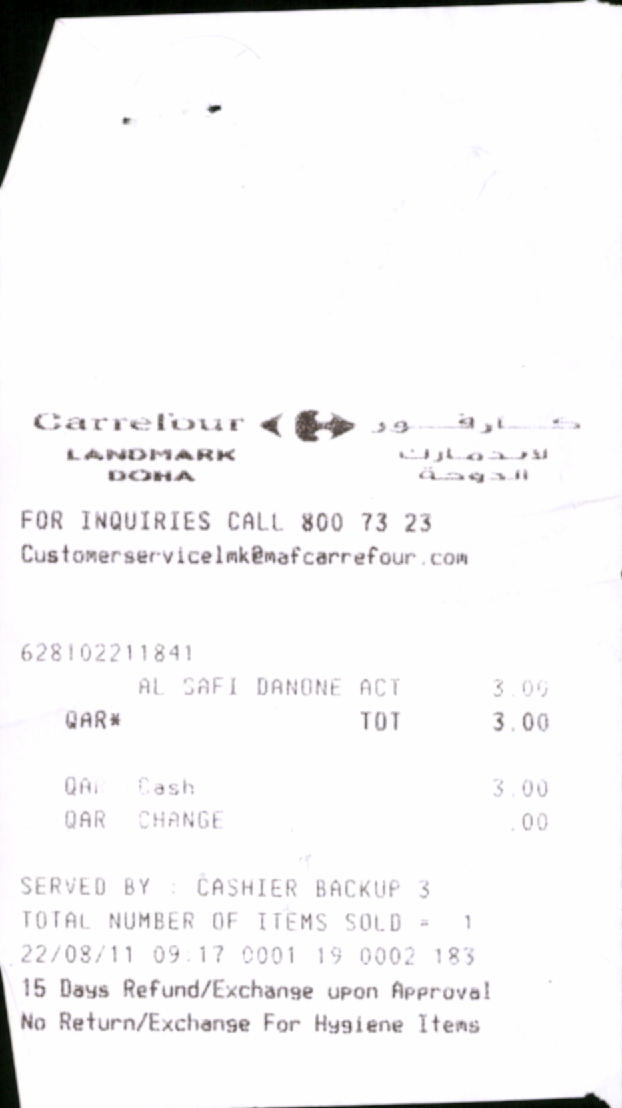 Carrefour كارفور
LANDMARK لاندمارك
DOHA الدوحة
FOR INQUIRIES CALL 800 73 23
Customerservicelmk@mafcarrefour.com
628102211841
AL SAFI DANONE ACT 3.00
QAR* TOT 3.00
QAR Cash 3.00
QAR CHANGE .00
SERVED BY : CASHIER BACKUP 3
TOTAL NUMBER OF ITEMS SOLD = 1
22/08/11 09:17 0001 19 0002 183
15 Days Refund/Exchange upon Approval
No Return/Exchange For Hygiene Items